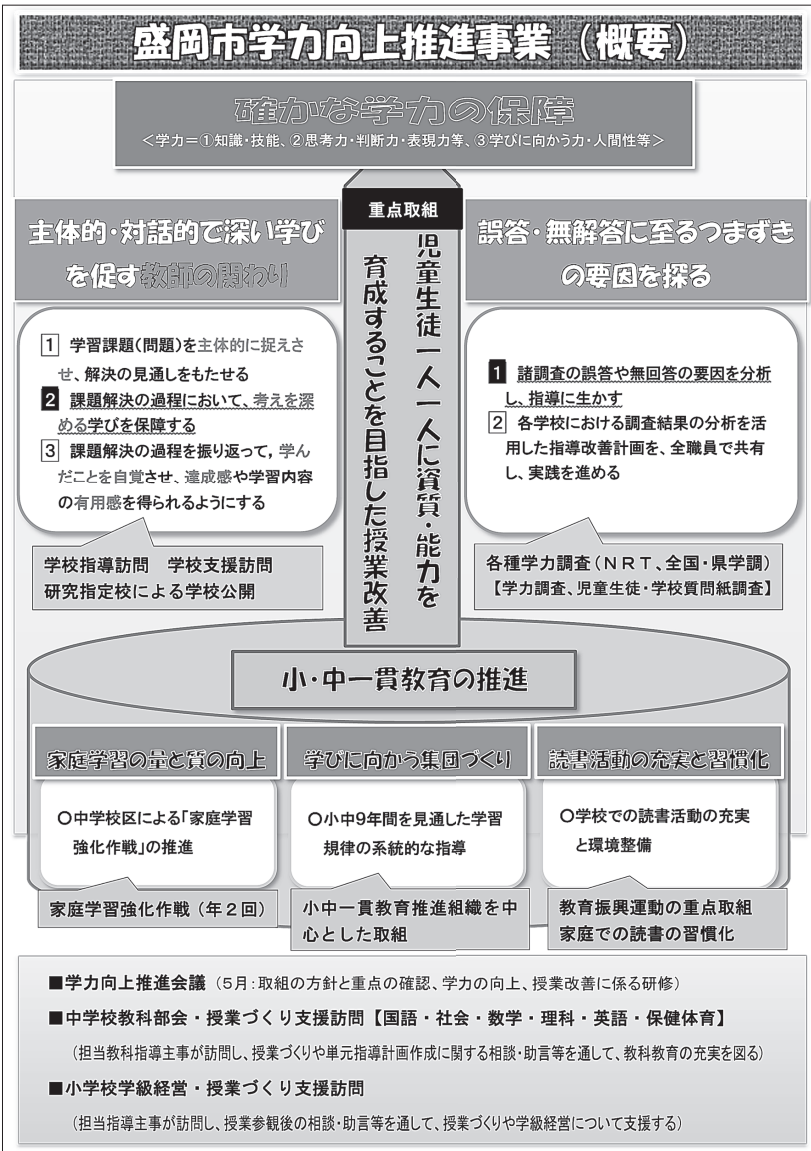 盛岡市学力向上推進事業（概要）
確かな学力の保障
＜学力＝①知識・技能、②思考力・判断力・表現力等、③学びに向かう力・人間性等＞
重点取組
児童生徒一人一人に資質・能力を
育成することを目指した授業改善
主体的・対話的で深い学び
を促す教師の関わり
1 学習課題(問題)を主体的に捉えさ
せ、解決の見通しをもたせる
2 課題解決の過程において、考えを深
める学びを保障する
3 課題解決の過程を振り返って，学ん
だことを自覚させ、達成感や学習内容
の有用感を得られるようにする
学校指導訪問　学校支援訪問
研究指定校による学校公開
誤答・無解答に至るつまずき
の要因を探る
1 諸調査の誤答や無回答の要因を分析
し、指導に生かす
2 各学校における調査結果の分析を活
用した指導改善計画を、全職員で共有
し、実践を進める
各種学力調査(ＮＲＴ、全国・県学調)
【学力調査、児童生徒・学校質問紙調査】
小・中一貫教育の推進
家庭学習の量と質の向上
○中学校区による「家庭学習
強化作戦」の推進
家庭学習強化作戦（年２回）
学びに向かう集団づくり
○小中9年間を見通した学習
規律の系統的な指導
小中一貫教育推進組織を中
心とした取組
読書活動の充実と習慣化
○学校での読書活動の充実
と環境整備
教育振興運動の重点取組
家庭での読書の習慣化
■学力向上推進会議（５月：取組の方針と重点の確認、学力の向上、授業改善に係る研修）
■中学校教科部会・授業づくり支援訪問【国語・社会・数学・理科・英語・保健体育】
（担当教科指導主事が訪問し、授業づくりや単元指導計画作成に関する相談・助言等を通して、教科教育の充実を図る）
■小学校学級経営・授業づくり支援訪問
（担当指導主事が訪問し、授業参観後の相談・助言等を通して、授業づくりや学級経営について支援する）